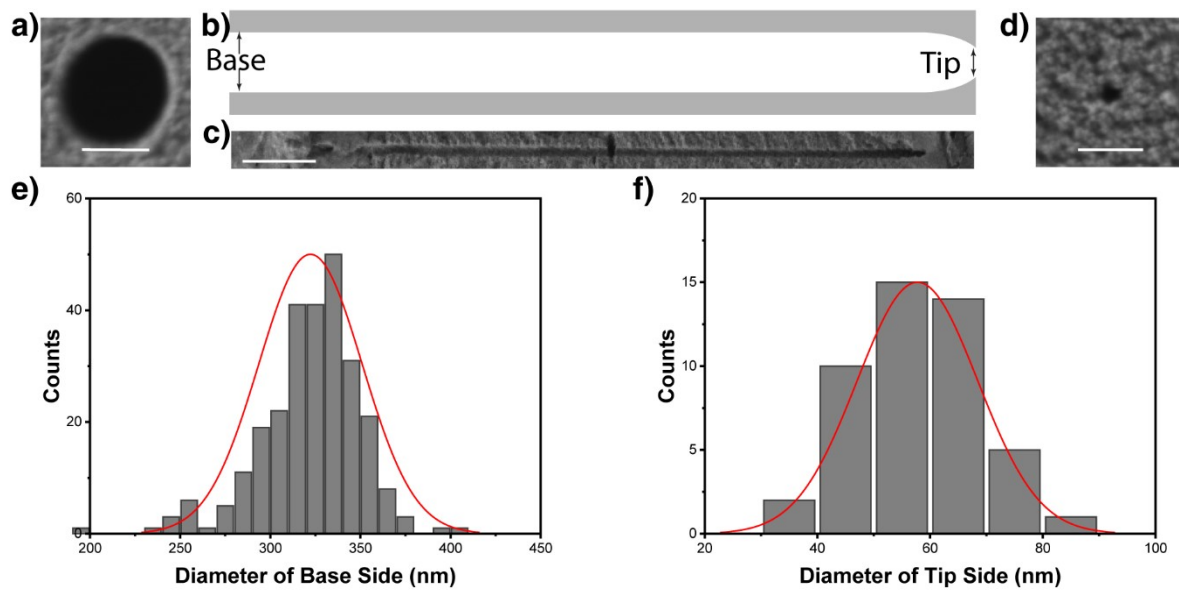 a)
b)
Base
Tip
c)
d)
e)
60
40
20
0
200
250
300
350
400
450
Counts
Diameter of Base Side (nm)
f)
20
15
10
5
0
20
40
60
80
100
Counts
Diameter of Tip Side (nm)